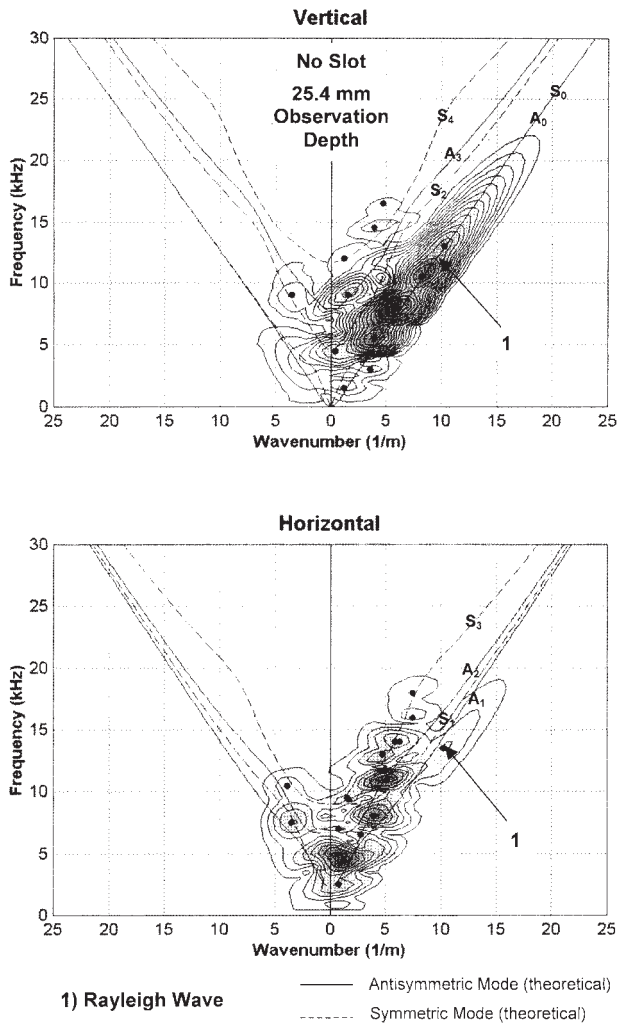 Vertical
30
25
20
15
10
5
0
Frequency (kHz)
No Slot
25.4 mm
Observation
Depth
S4
S0
A0
A3
S2
1
25 20 15 10 5 0 5 10 15 20 25
Wavenumber (1/m)
Horizontal
30
25
20
15
10
5
0
Frequency (kHz)
S3
A2
A1
S1
1
25 20 15 10 5 0 5 10 15 20 25
Wavenumber (1/m)
1) Rayleigh Wave
Antisymmetric Mode (theoretical)
Symmetric Mode (theoretical)